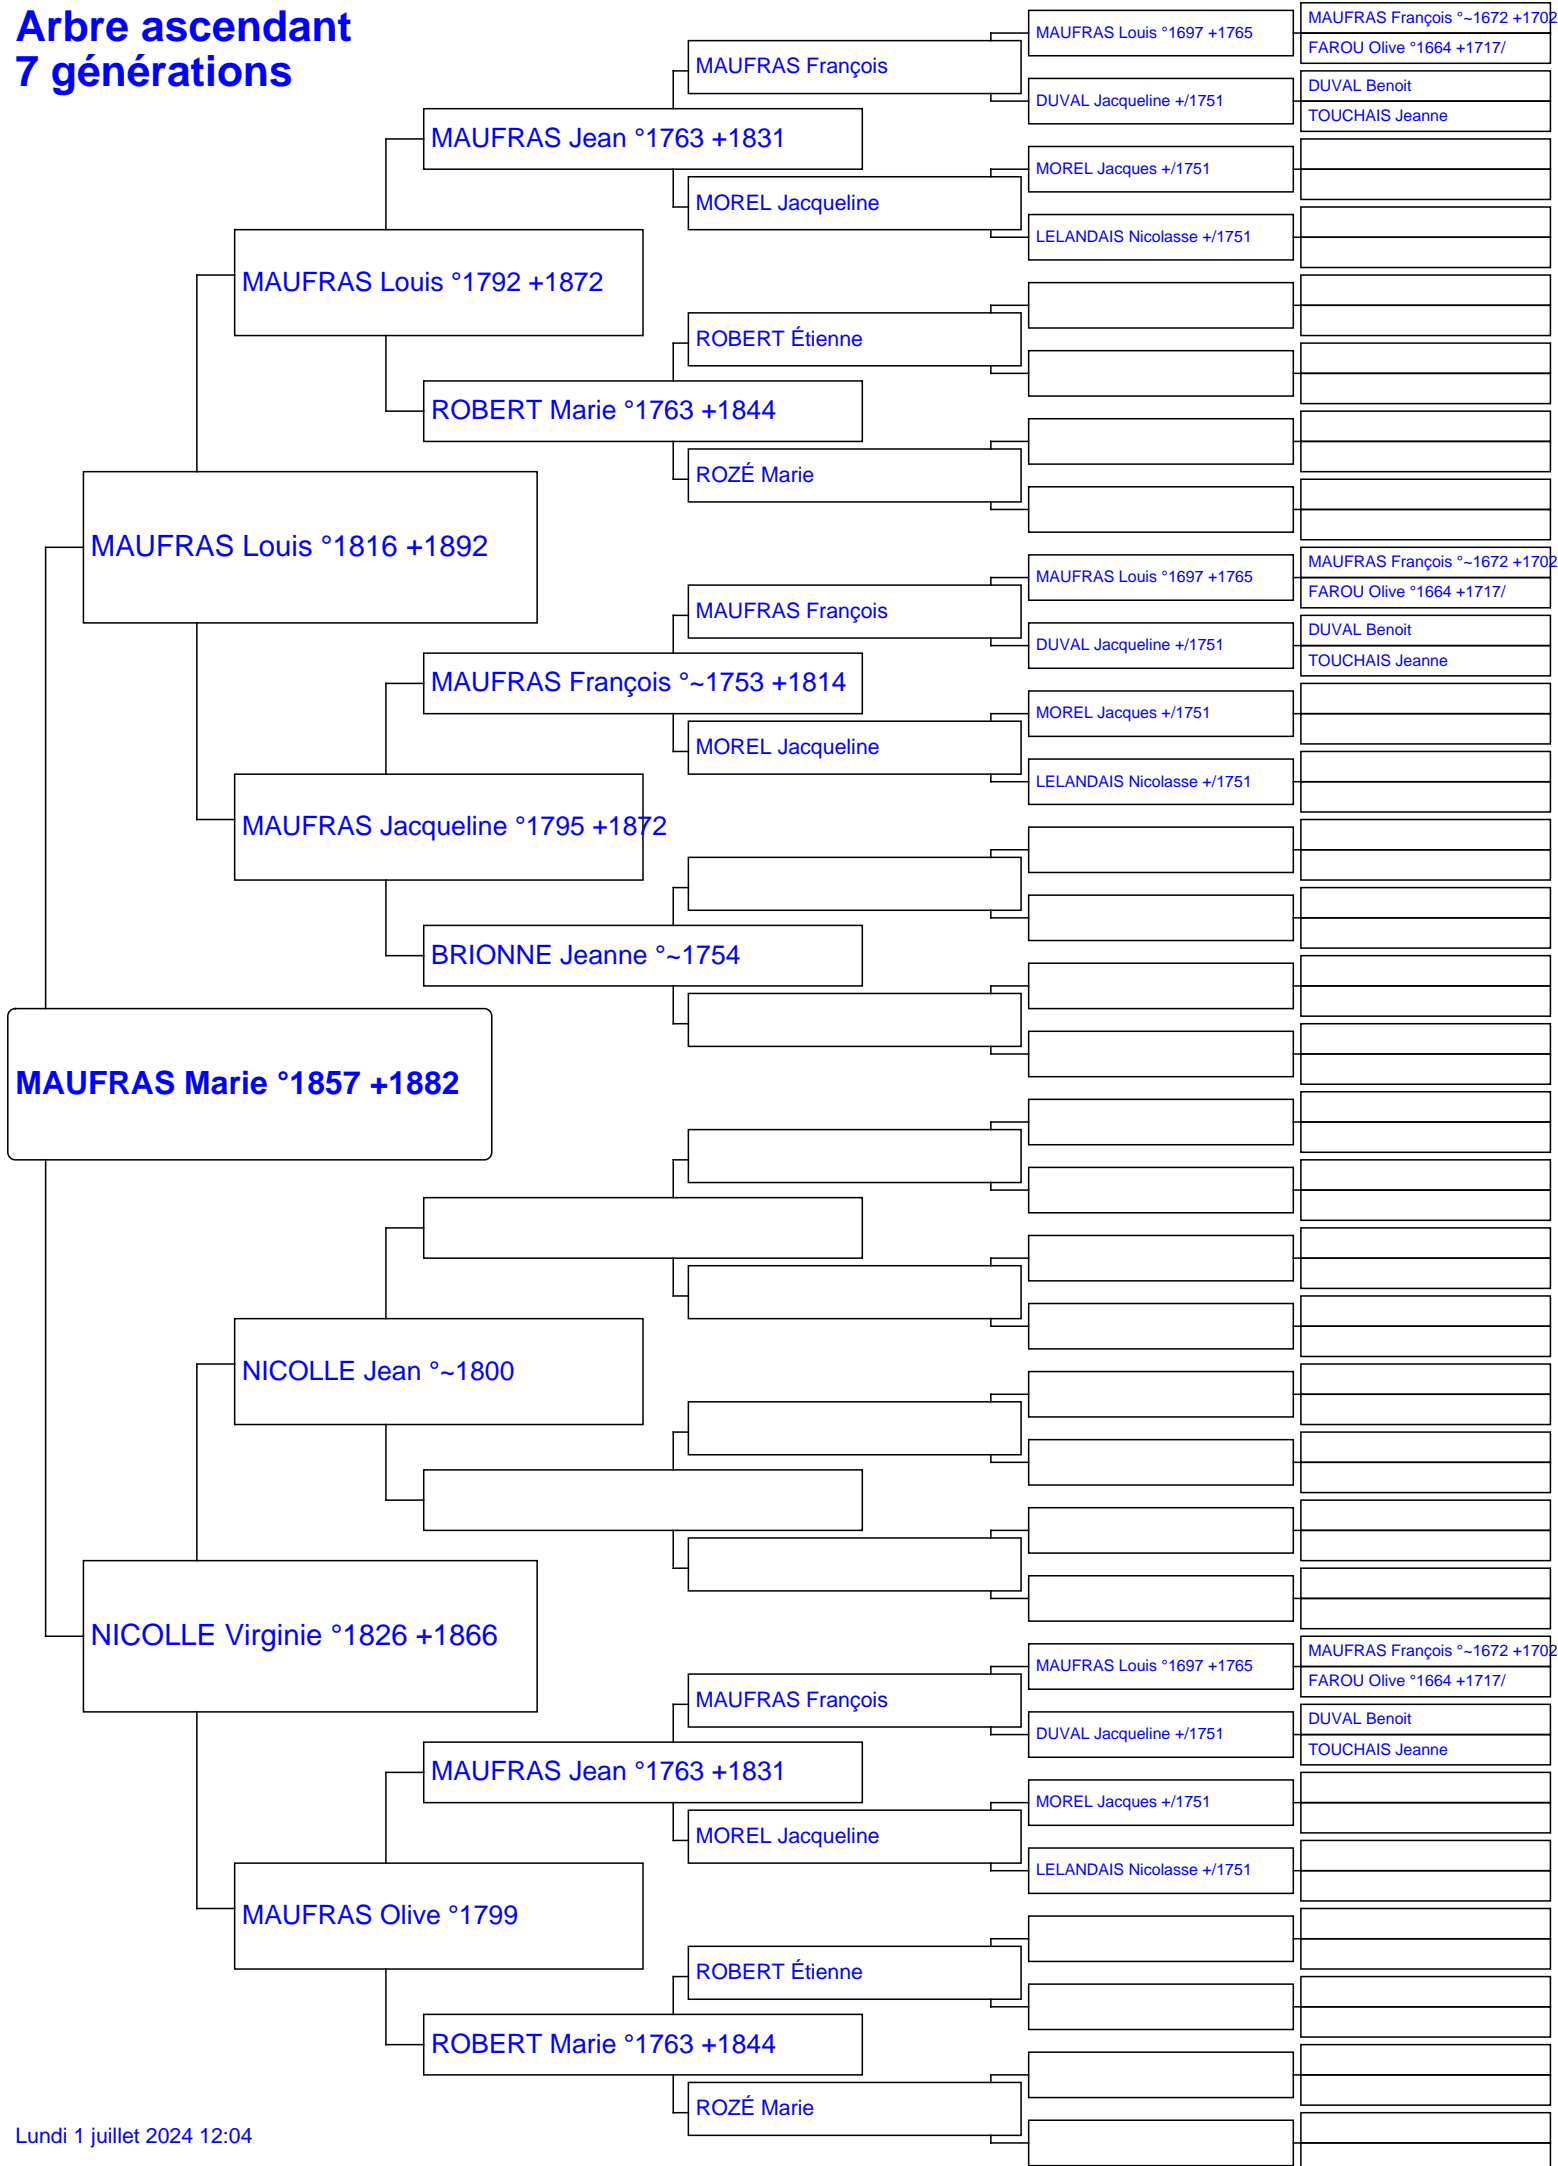 Arbre ascendant
7 générations
MAUFRAS François °~1672 +1702
MAUFRAS Louis °1697 +1765
FAROU Olive °1664 +1717/
MAUFRAS François
DUVAL Benoit
DUVAL Jacqueline +/1751
TOUCHAIS Jeanne
MAUFRAS Jean °1763 +1831
MOREL Jacques +/1751
MOREL Jacqueline
LELANDAIS Nicolasse +/1751
MAUFRAS Louis °1792 +1872
ROBERT Étienne
ROBERT Marie °1763 +1844
ROZÉ Marie
MAUFRAS Louis °1816 +1892
MAUFRAS François °~1672 +1702
MAUFRAS Louis °1697 +1765
FAROU Olive °1664 +1717/
MAUFRAS François
DUVAL Benoit
DUVAL Jacqueline +/1751
TOUCHAIS Jeanne
MAUFRAS François °~1753 +1814
MOREL Jacques +/1751
MOREL Jacqueline
LELANDAIS Nicolasse +/1751
MAUFRAS Jacqueline °1795 +1872
BRIONNE Jeanne °~1754
MAUFRAS Marie °1857 +1882
NICOLLE Jean °~1800
NICOLLE Virginie °1826 +1866
MAUFRAS François °~1672 +1702
MAUFRAS Louis °1697 +1765
FAROU Olive °1664 +1717/
MAUFRAS François
DUVAL Benoit
DUVAL Jacqueline +/1751
TOUCHAIS Jeanne
MAUFRAS Jean °1763 +1831
MOREL Jacques +/1751
MOREL Jacqueline
LELANDAIS Nicolasse +/1751
MAUFRAS Olive °1799
ROBERT Étienne
ROBERT Marie °1763 +1844
ROZÉ Marie
Lundi 1 juillet 2024 12:04